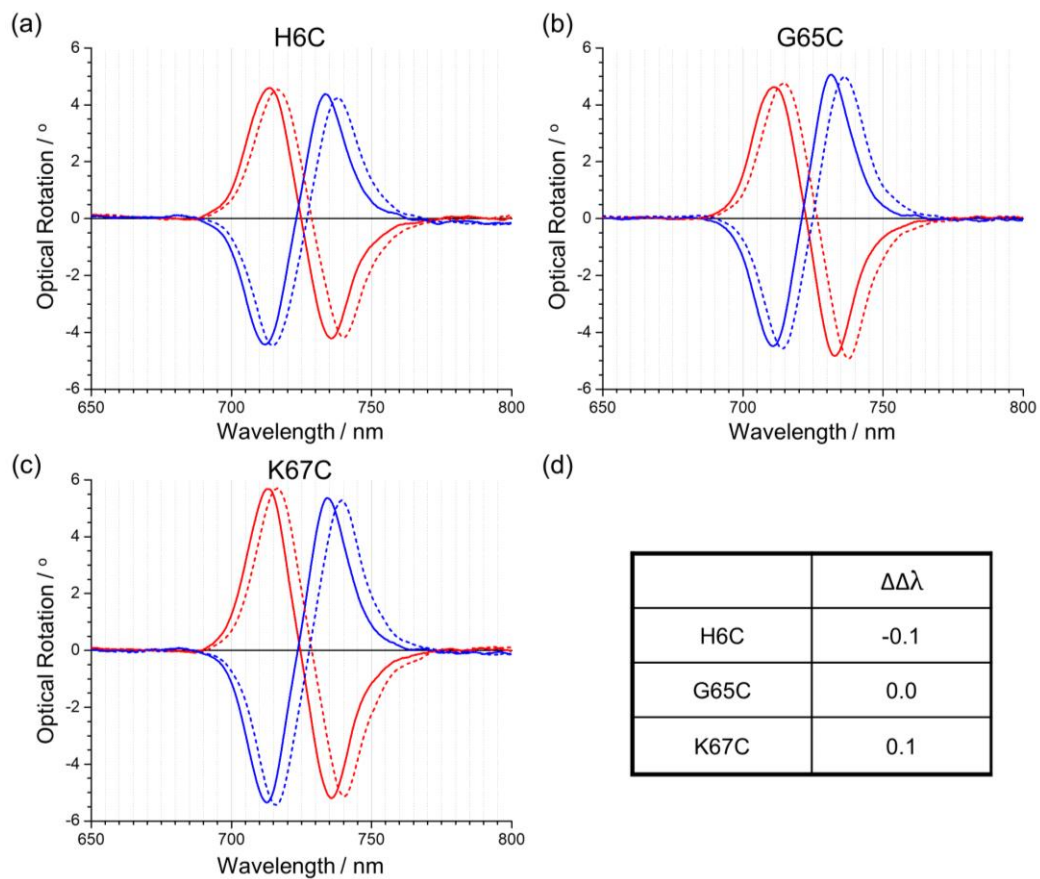 (a)
H6C
6
4
2
0
-2
-4
-6
650 700 750 800
Optical Rotation / °
Wavelength / nm
(b)
G65C
6
4
2
0
-2
-4
-6
650 700 750 800
Optical Rotation / °
Wavelength / nm
(c)
K67C
6
4
2
0
-2
-4
-6
650 700 750 800
Optical Rotation / °
Wavelength / nm
(d)
ΔΔλ
H6C -0.1
G65C 0.0
K67C 0.1